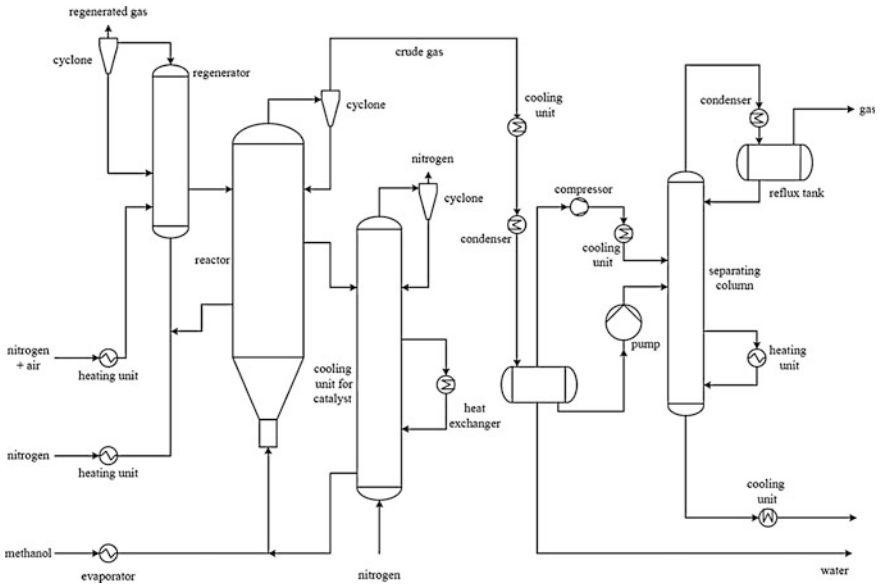 regenerated gas
cyclone
regenerator
crude gas
cyclone
cooling
unit
condenser
gas
nitrogen
cyclone
compressor
reflux tank
condenser
cooling
unit
reactor
separating
column
pump
heating
unit
nitrogen
+ air
heating unit
cooling
unit for
catalyst
heat
exchanger
nitrogen
heating unit
cooling
unit
methanol
evaporator
nitrogen
water